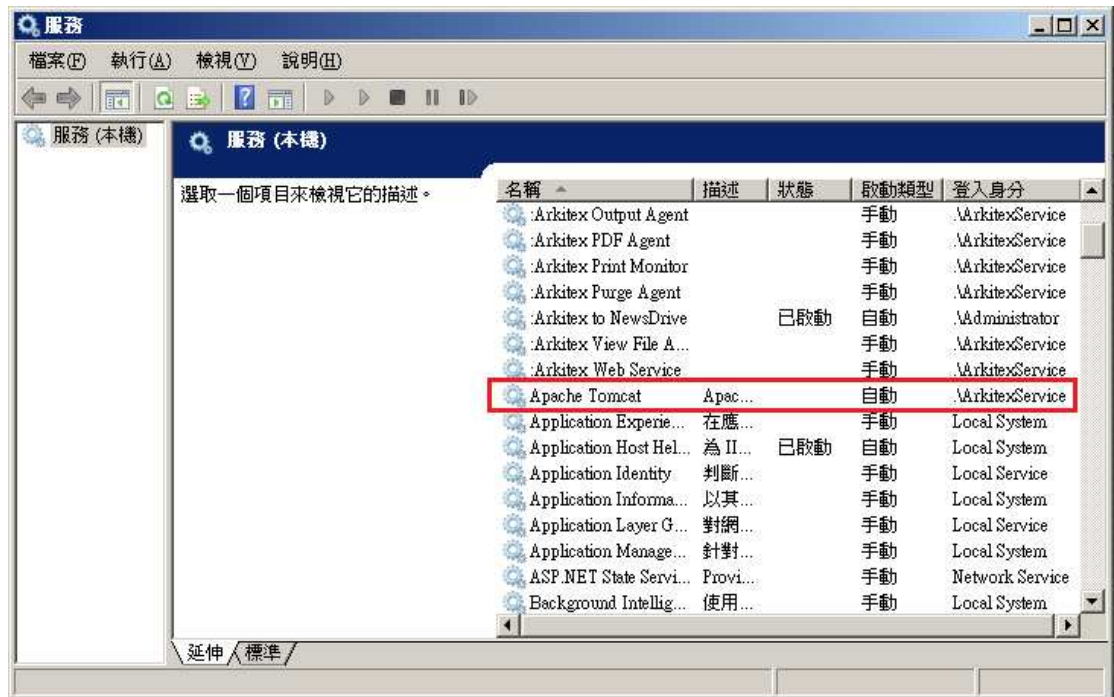 服務
檔案(F) 執行(A) 檢視(V) 說明(H)
服務 (本機)
服務 (本機)
選取一個項目來檢視它的描述。
名稱 描述 狀態 啟動類型 登入身分
:Arkitex Output Agent 手動 .\ArkitexService
:Arkitex PDF Agent 手動 .\ArkitexService
:Arkitex Print Monitor 手動 .\ArkitexService
:Arkitex Purge Agent 手動 .\ArkitexService
:Arkitex to NewsDrive 已啟動 自動 .\Administrator
:Arkitex View File A... 手動 .\ArkitexService
:Arkitex Web Service 手動 .\ArkitexService
Apache Tomcat Apac... 自動 .\ArkitexService
Application Experie... 在應... 手動 Local System
Application Host Hel... 為 II... 已啟動 自動 Local System
Application Identity 判斷... 手動 Local Service
Application Informa... 以其... 手動 Local System
Application Layer G... 對網... 手動 Local Service
Application Manage... 針對... 手動 Local System
ASP.NET State Servi... Provi... 手動 Network Service
Background Intellig... 使用... 手動 Local System
延伸 標準